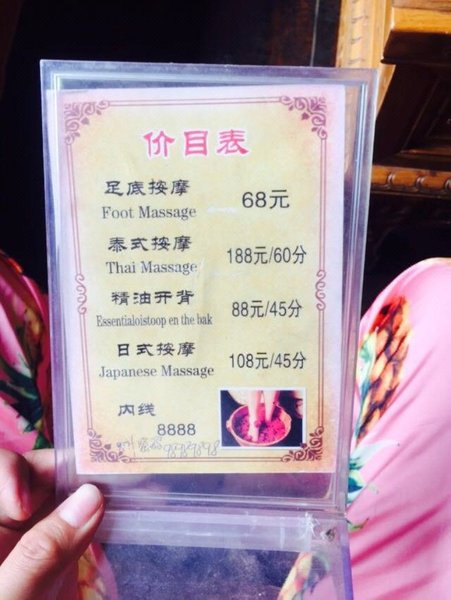 价目表
足底按摩 68元
Foot Massage
泰式按摩 188元/60分
Thai Massage
精油开背 88元/45分
Essentialoistoop en the bak
日式按摩 108元/45分
Japanese Massage
内线
8888